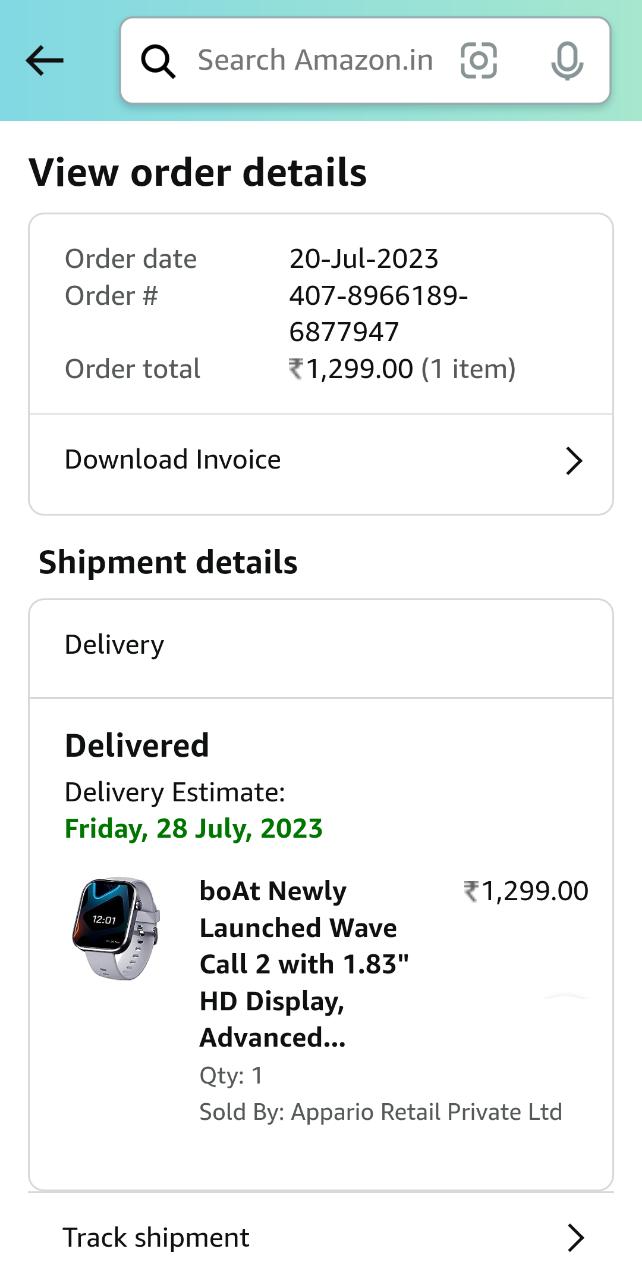 Search Amazon.in
View order details
Order date 20-Jul-2023
Order # 407-8966189-
6877947
Order total ₹1,299.00 (1 item)
Download Invoice
Shipment details
Delivery
Delivered
Delivery Estimate:
Friday, 28 July, 2023
12:01
boAt Newly ₹1,299.00
Launched Wave
Call 2 with 1.83"
HD Display,
Advanced...
Qty: 1
Sold By: Appario Retail Private Ltd
Track shipment